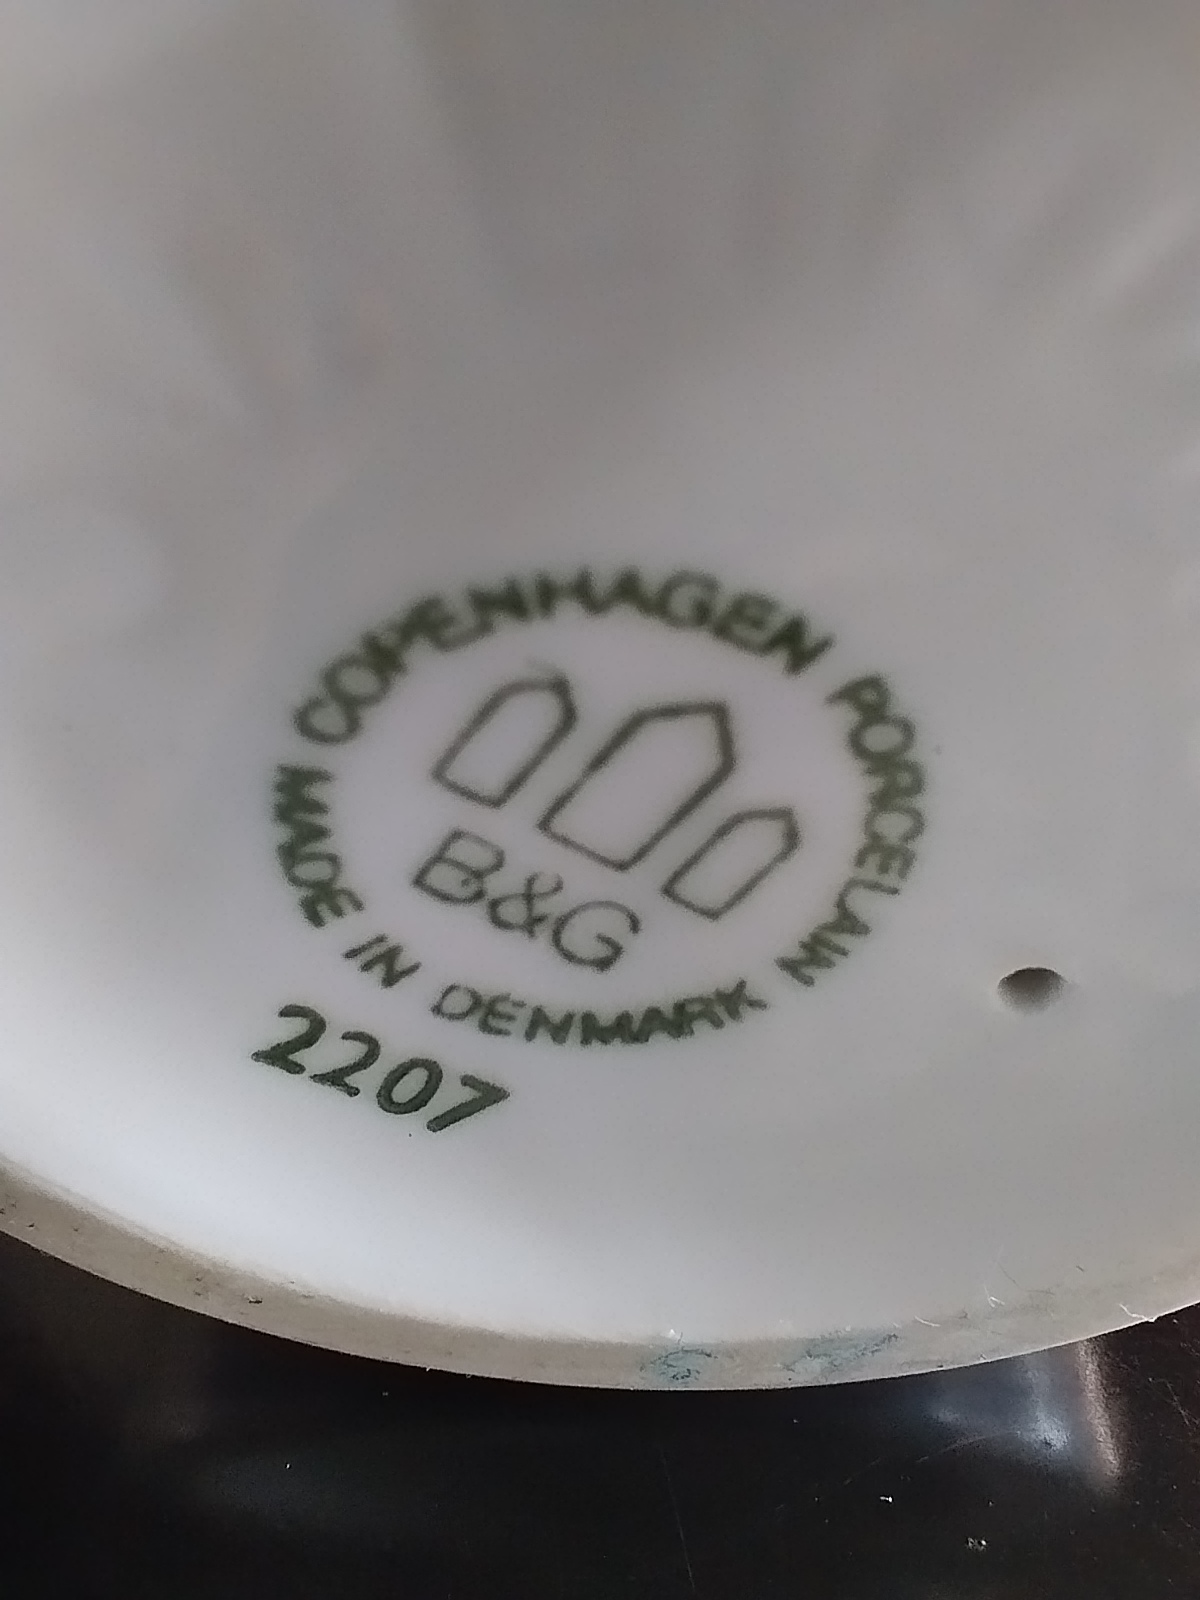 COPENHAGEN PORCELAIN
B&G
MADE IN DENMARK
2207